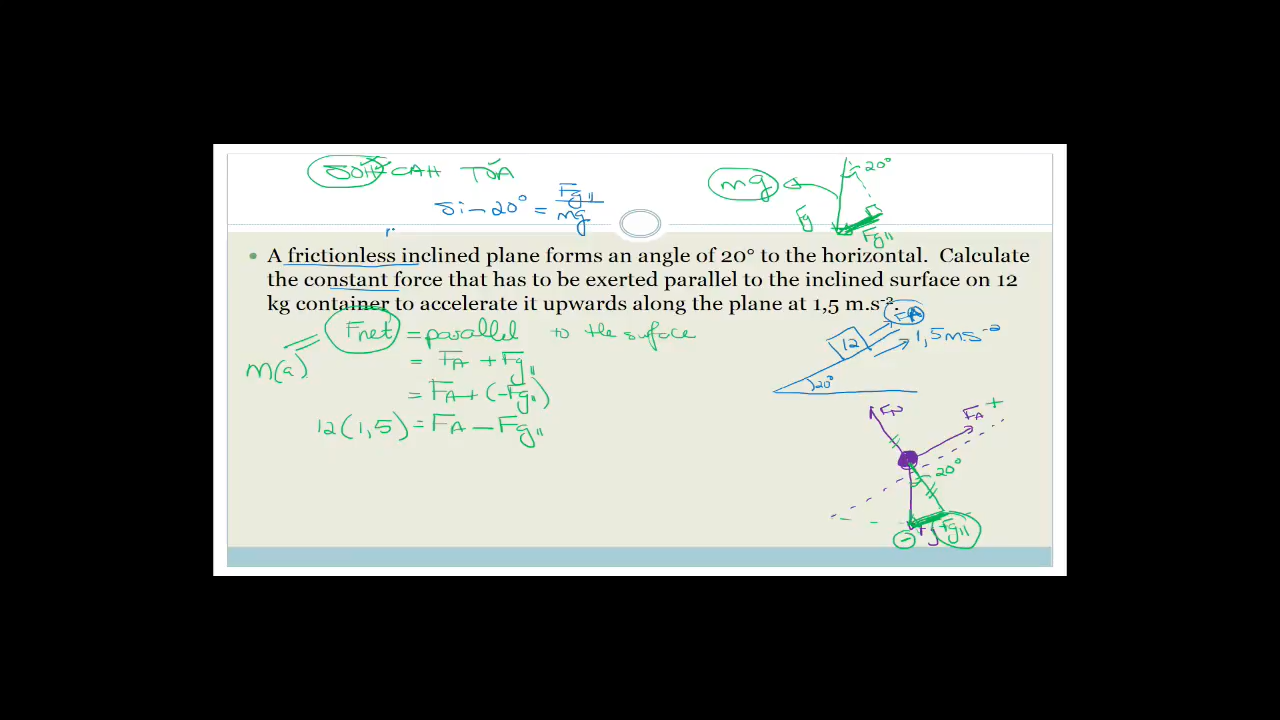 SOH CAH TOA
sin 20° = Fg∥ / mg
mg
20°
Fg
Fg∥
• A frictionless inclined plane forms an angle of 20° to the horizontal. Calculate
the constant force that has to be exerted parallel to the inclined surface on 12
kg container to accelerate it upwards along the plane at 1,5 m.s⁻².
Fnet = parallel to the surface
m(a)
= FA + Fg∥
= FA + (-Fg∥)
12(1,5) = FA - Fg∥
FA
12
1,5m.s⁻²
20°
FN
FA +
20°
-
Fg∥